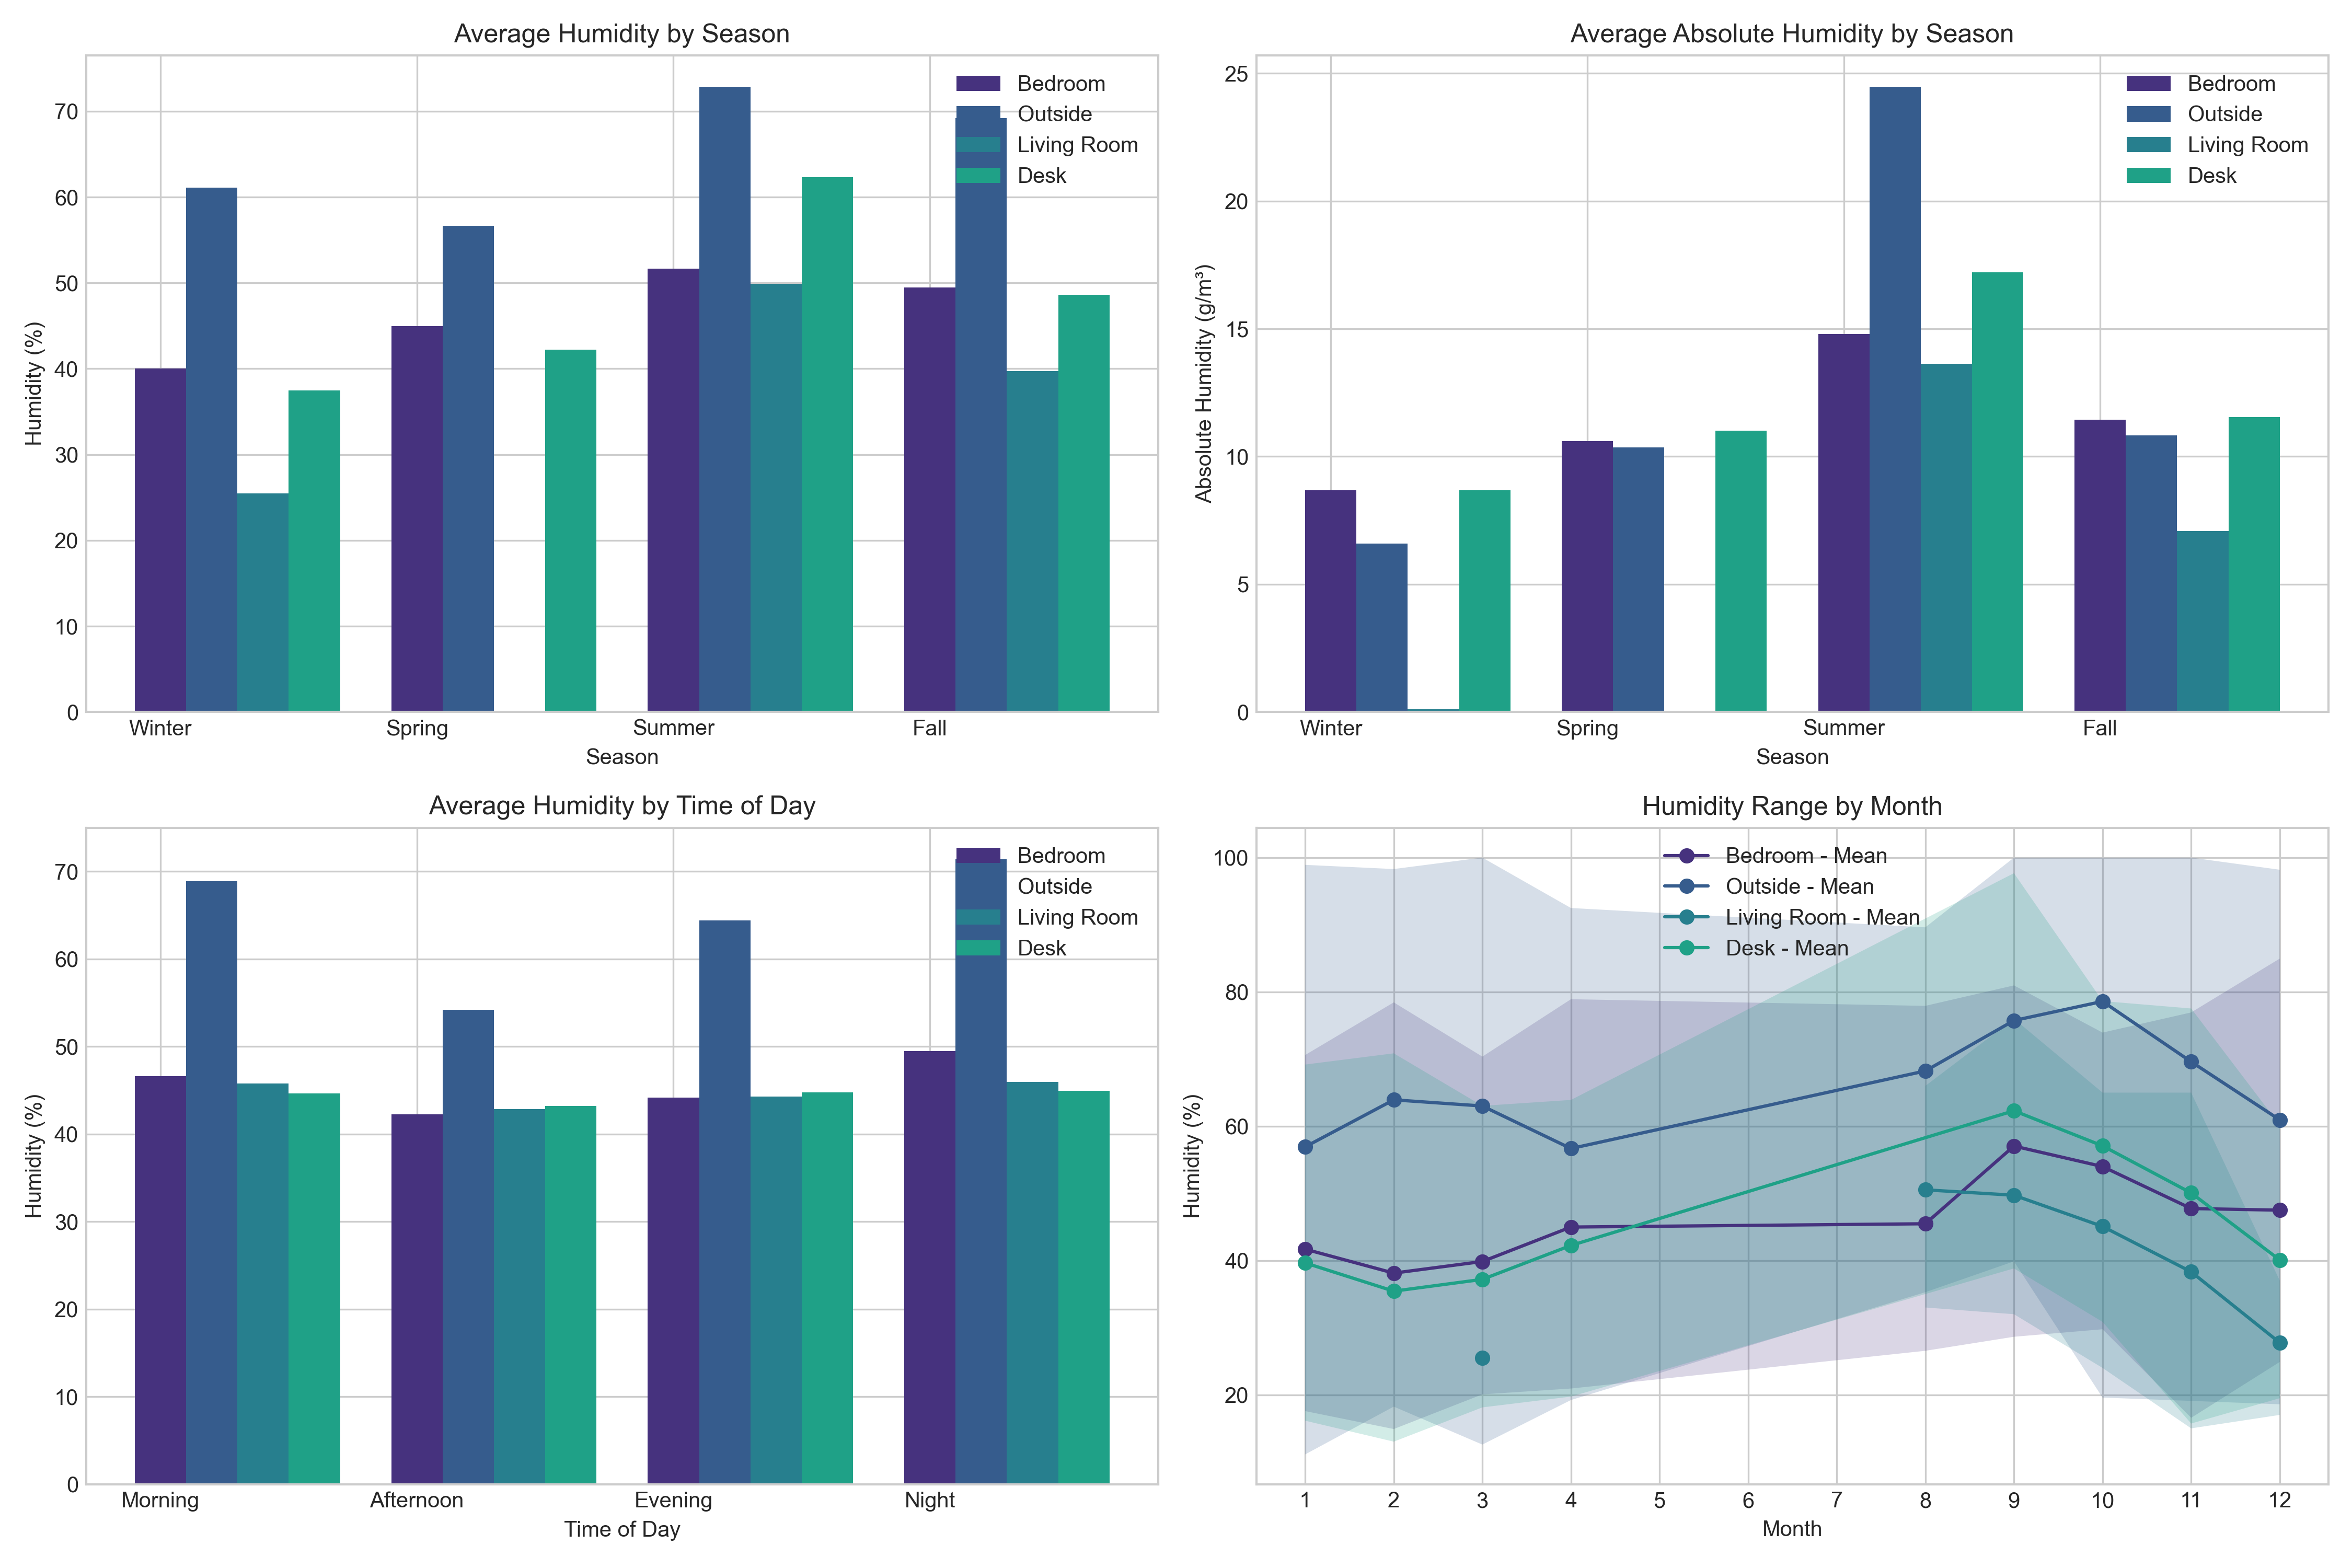 Average Humidity by Season
Humidity (%)
70
60
50
40
30
20
10
0
Bedroom
Outside
Living Room
Desk
Winter Spring Summer Fall
Season
Average Absolute Humidity by Season
Absolute Humidity (g/m³)
25
20
15
10
5
0
Bedroom
Outside
Living Room
Desk
Winter Spring Summer Fall
Season
Average Humidity by Time of Day
Humidity (%)
70
60
50
40
30
20
10
0
Bedroom
Outside
Living Room
Desk
Morning Afternoon Evening Night
Time of Day
Humidity Range by Month
Humidity (%)
100
80
60
40
20
Bedroom - Mean
Outside - Mean
Living Room - Mean
Desk - Mean
1 2 3 4 5 6 7 8 9 10 11 12
Month